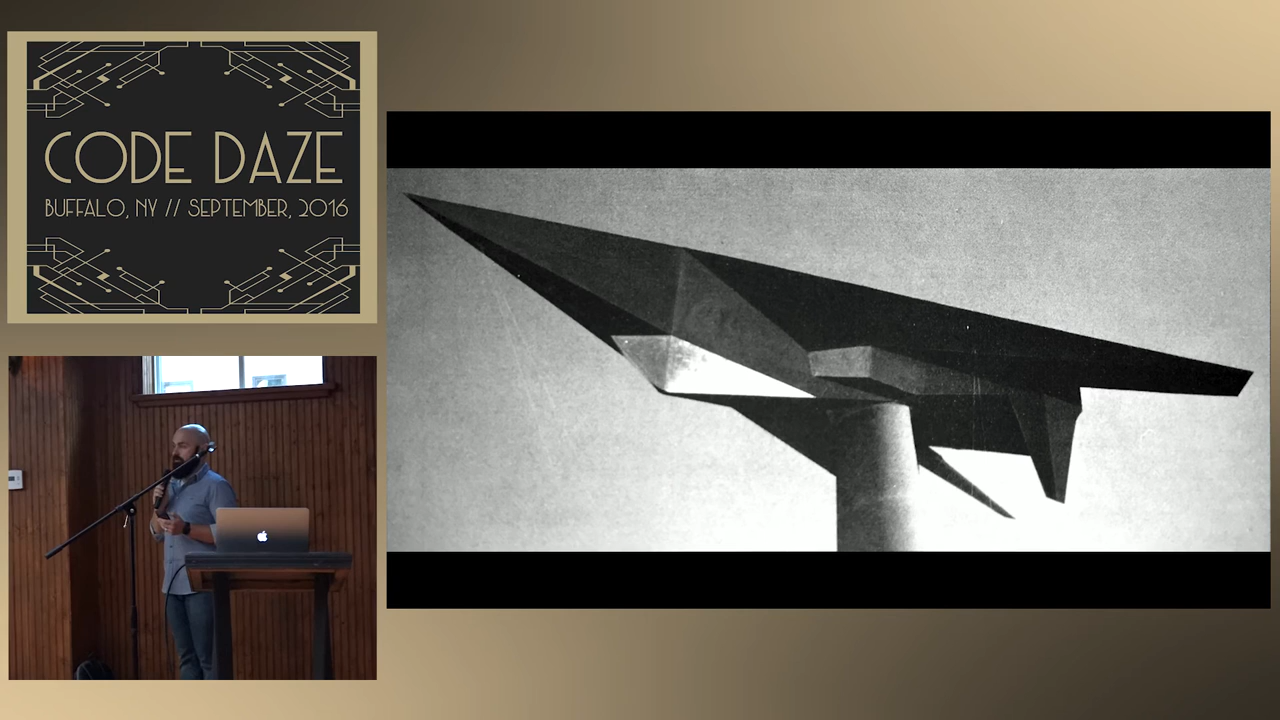 CODE DAZE
BUFFALO, NY // SEPTEMBER, 2016